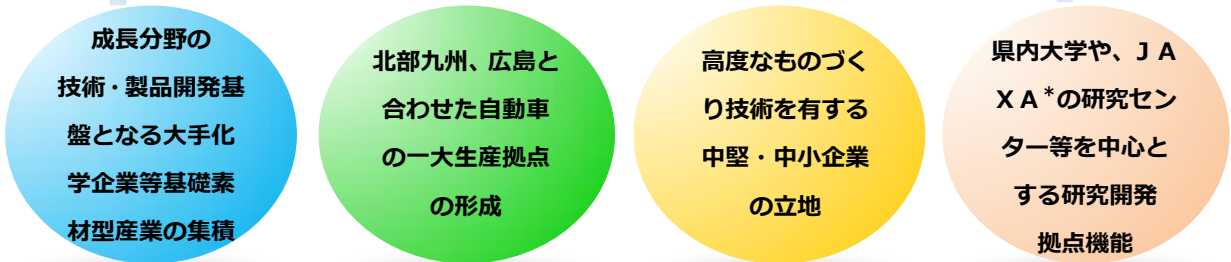 成長分野の
技術・製品開発基
盤となる大手化
学企業等基礎素
材型産業の集積
北部九州、広島と
合わせた自動車
の一大生産拠点
の形成
高度なものづく
り技術を有する
中堅・中小企業
の立地
県内大学や、ＪＡ
ＸＡ*の研究セン
ター等を中心と
する研究開発
拠点機能